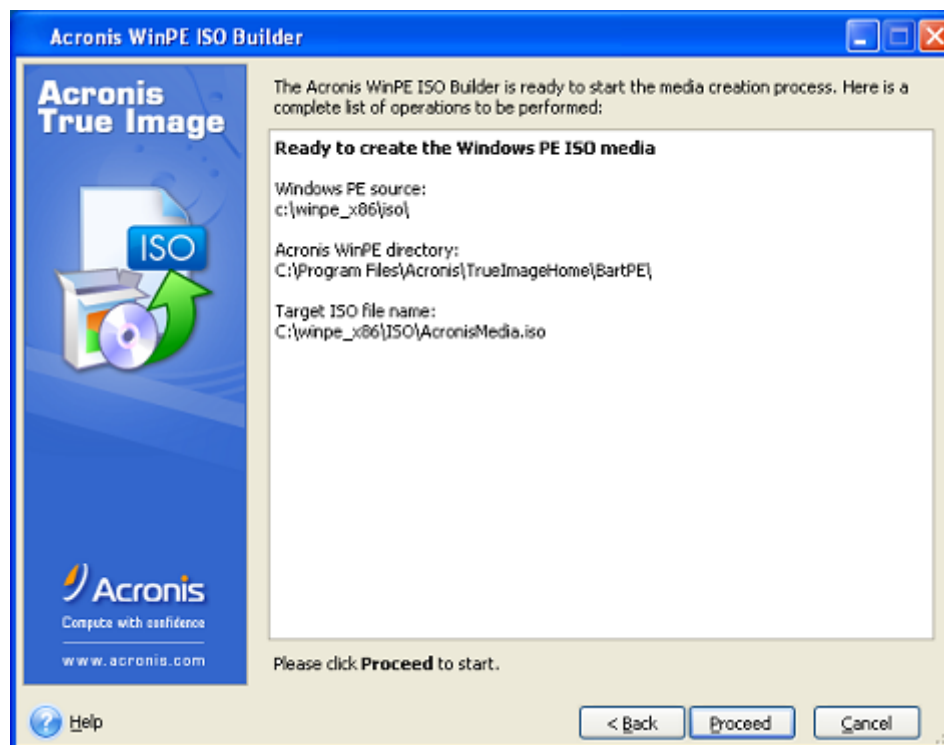 Acronis WinPE ISO Builder
Acronis
True Image
ISO
Acronis
Compute with confidence
www.acronis.com
The Acronis WinPE ISO Builder is ready to start the media creation process. Here is a
complete list of operations to be performed:
Ready to create the Windows PE ISO media
Windows PE source:
c:\winpe_x86\iso\
Acronis WinPE directory:
C:\Program Files\Acronis\TrueImageHome\BartPE\
Target ISO file name:
C:\winpe_x86\ISO\AcronisMedia.iso
Please click Proceed to start.
Help
< Back
Proceed
Cancel